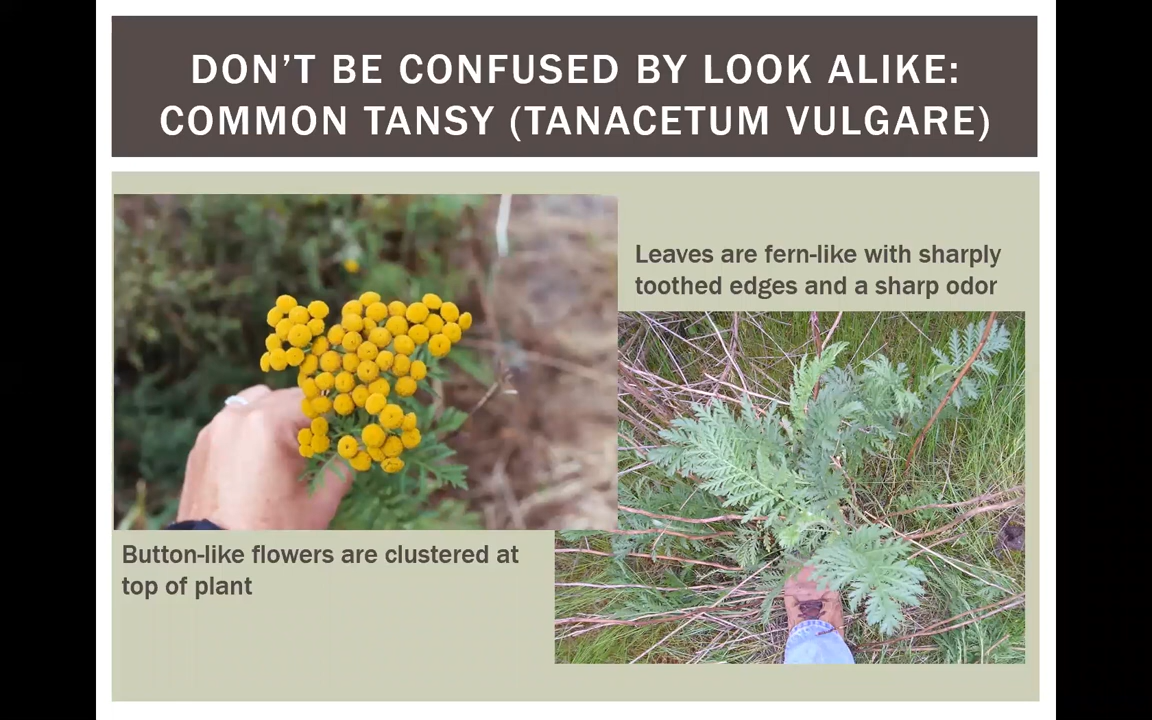 DON'T BE CONFUSED BY LOOK ALIKE:
COMMON TANSY (TANACETUM VULGARE)
Leaves are fern-like with sharply
toothed edges and a sharp odor
Button-like flowers are clustered at
top of plant